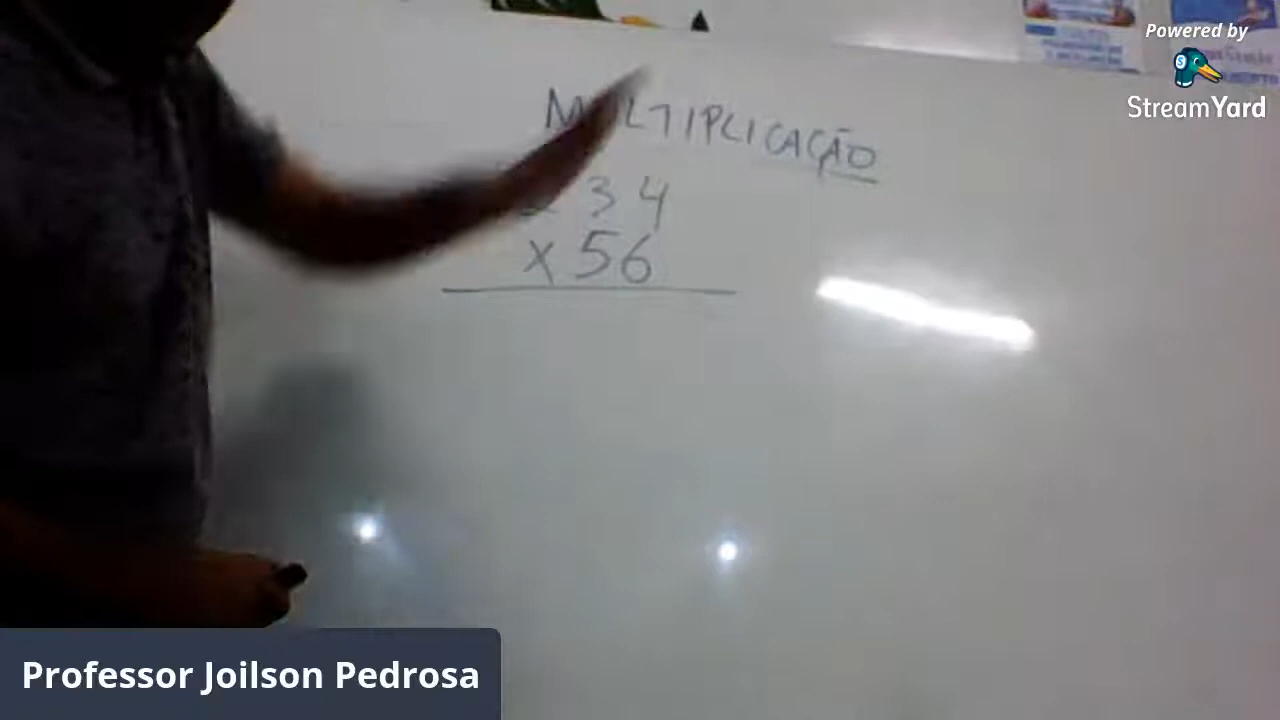 Powered by
StreamYard
MULTIPLICAÇÃO
34
x 56
Professor Joilson Pedrosa